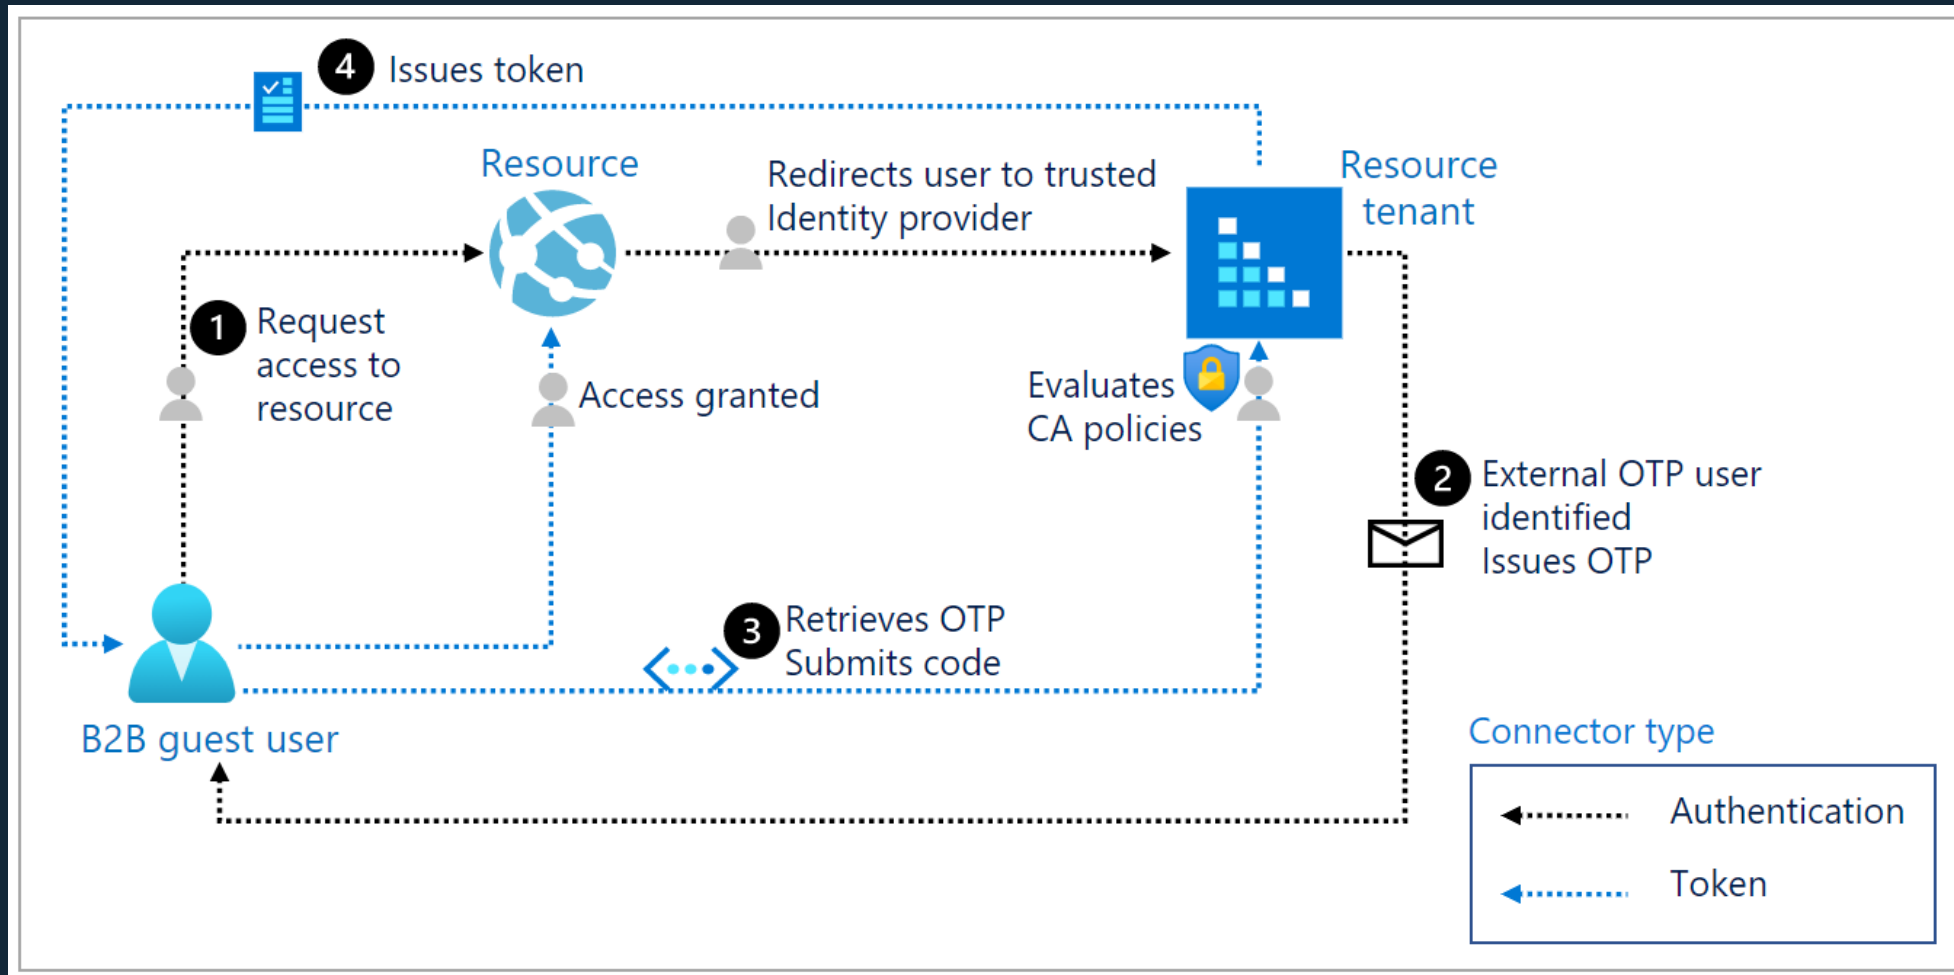 4 Issues token
Resource
Redirects user to trusted
Identity provider
Resource
tenant
1 Request
access to
resource
Access granted
Evaluates
CA policies
2 External OTP user
identified
Issues OTP
3 Retrieves OTP
Submits code
B2B guest user
Connector type
Authentication
Token